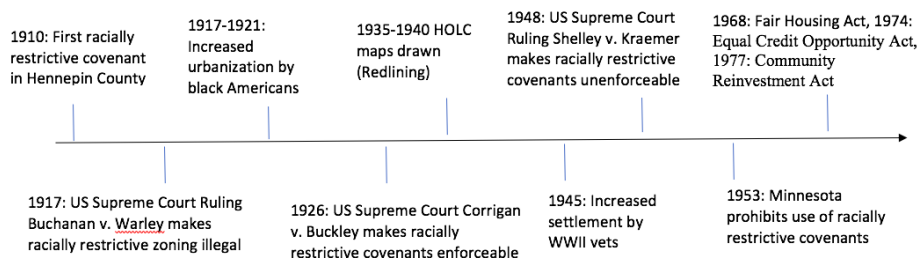 1910: First racially
restrictive covenant
in Hennepin County
1917-1921:
Increased
urbanization by
black Americans
1935-1940 HOLC
maps drawn
(Redlining)
1948: US Supreme Court
Ruling Shelley v. Kraemer
makes racially restrictive
covenants unenforceable
1968: Fair Housing Act, 1974:
Equal Credit Opportunity Act,
1977: Community
Reinvestment Act
1917: US Supreme Court Ruling
Buchanan v. Warley makes
racially restrictive zoning illegal
1926: US Supreme Court Corrigan
v. Buckley makes racially
restrictive covenants enforceable
1945: Increased
settlement by
WWII vets
1953: Minnesota
prohibits use of racially
restrictive covenants